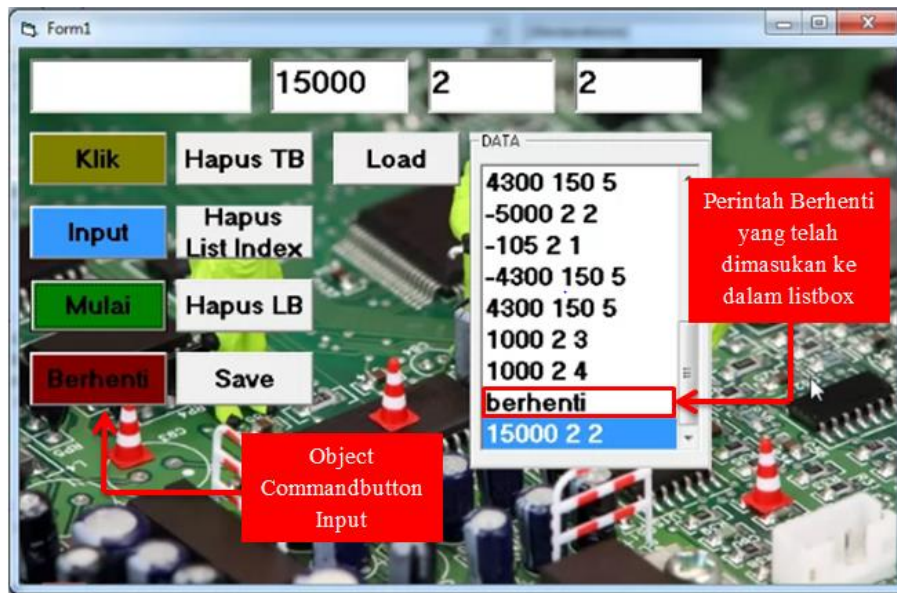 Form1
15000
2
2
Klik
Hapus TB
Load
Input
Hapus
List Index
Mulai
Hapus LB
Berhenti
Save
DATA
4300 150 5
-5000 2 2
-105 2 1
-4300 150 5
4300 150 5
1000 2 3
1000 2 4
berhenti
15000 2 2
Perintah Berhenti
yang telah
dimasukan ke
dalam listbox
Object
Commandbutton
Input
RP4
C83